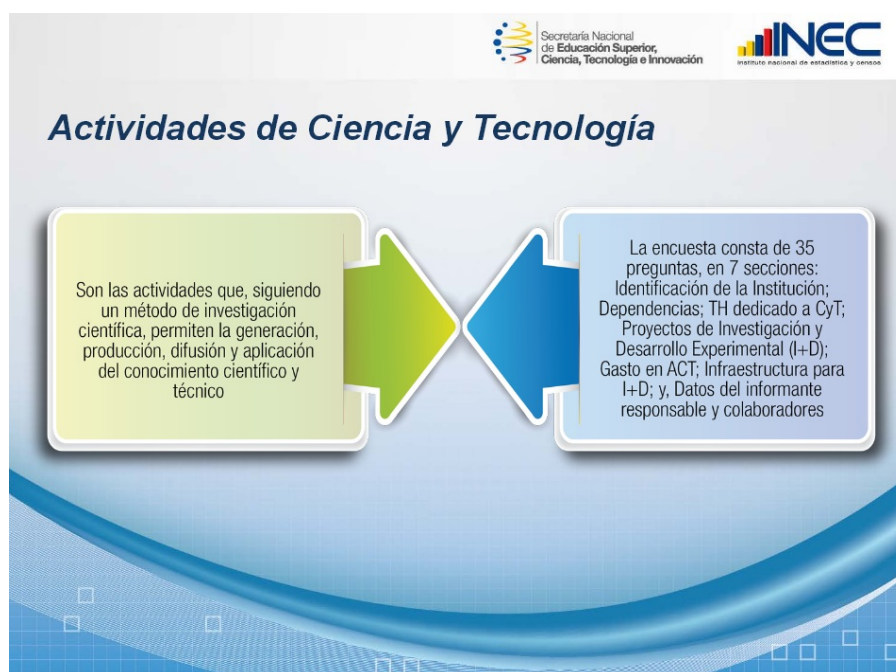 Secretaría Nacional
de Educación Superior,
Ciencia, Tecnología e Innovación
INEC
instituto nacional de estadística y censos
Actividades de Ciencia y Tecnología
Son las actividades que, siguiendo
un método de investigación
científica, permiten la generación,
producción, difusión y aplicación
del conocimiento científico y
técnico
La encuesta consta de 35
preguntas, en 7 secciones:
Identificación de la Institución;
Dependencias; TH dedicado a CyT;
Proyectos de Investigación y
Desarrollo Experimental (I+D);
Gasto en ACT; Infraestructura para
I+D; y, Datos del informante
responsable y colaboradores